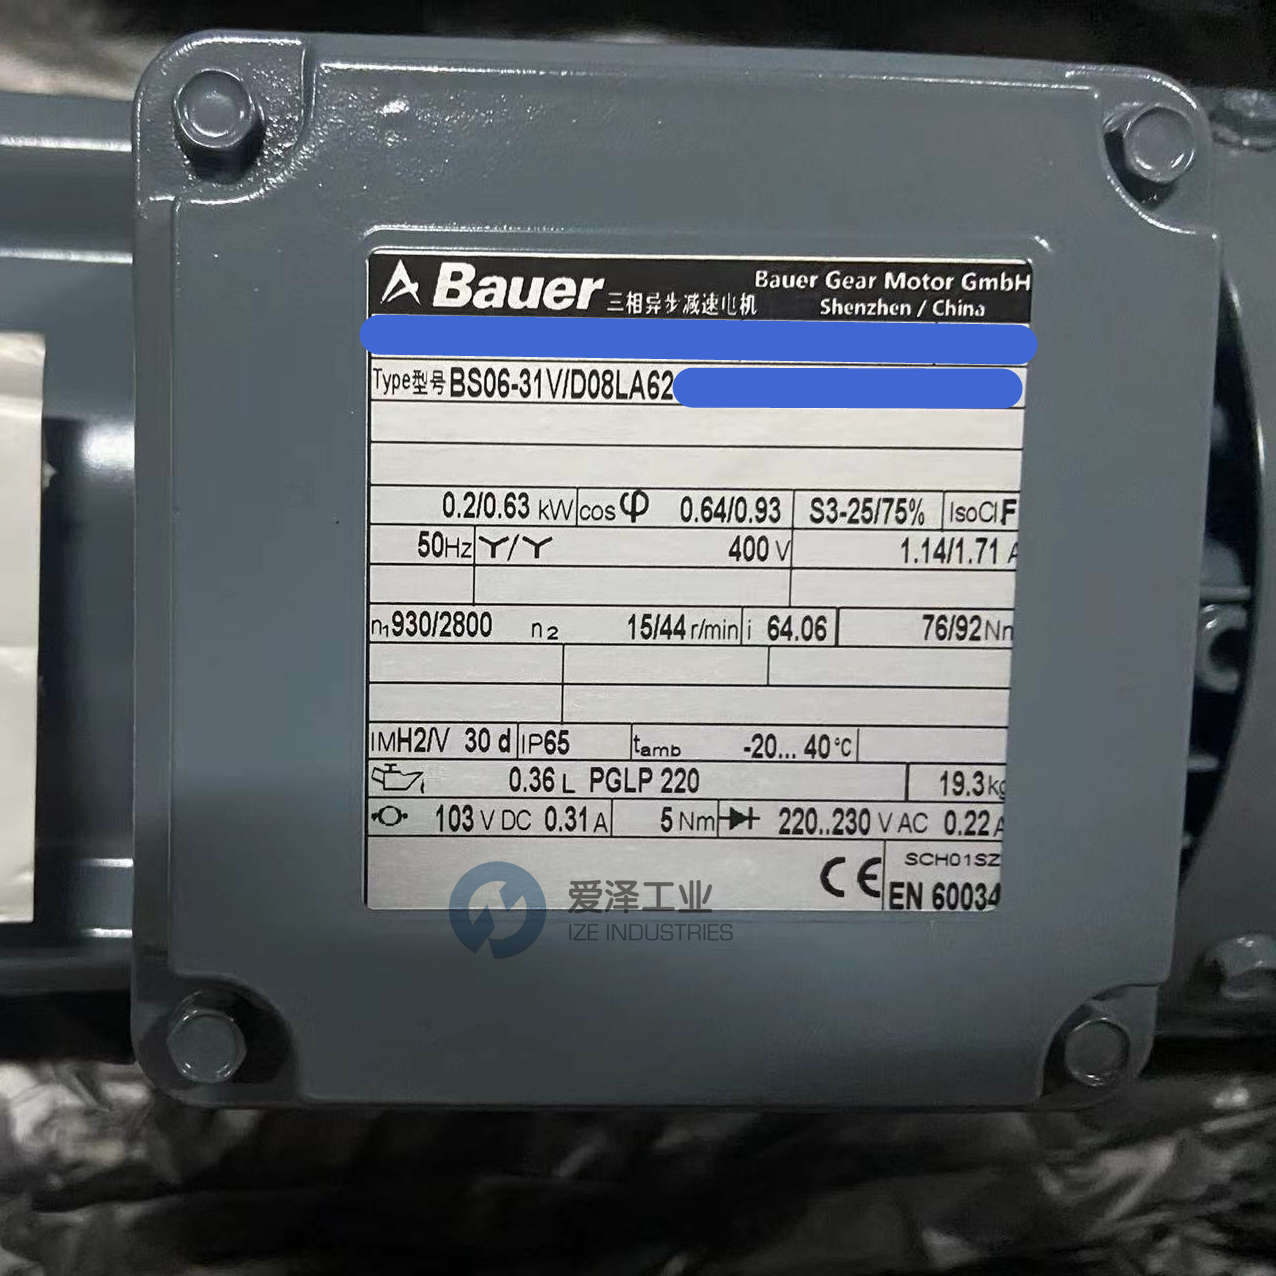 Bauer 三相异步减速电机 Bauer Gear Motor GmbH
Shenzhen / China
Type型号 BS06-31V/D08LA62
0.2/0.63 kW cos φ 0.64/0.93 S3-25/75% IsoCl F
50Hz Y/Y 400 V 1.14/1.71 A
n₁ 930/2800 n₂ 15/44 r/min i 64.06 76/92 Nm
IM H2/V 30 d IP65 tamb -20... 40 °C
0.36 L PGLP 220 19.3 kg
103 V DC 0.31 A 5 Nm 220..230 V AC 0.22 A
CE SCH01SZ
EN 60034
爱泽工业
IZE INDUSTRIES